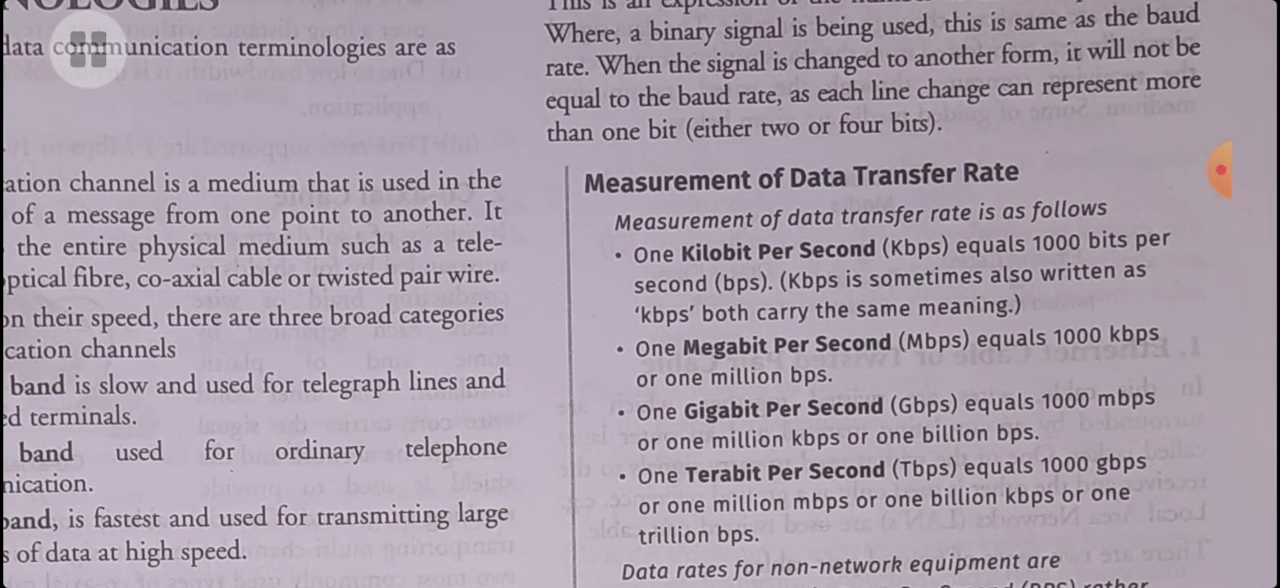 NOLOGIES
data communication terminologies are as
ation channel is a medium that is used in the
of a message from one point to another. It
the entire physical medium such as a tele-
optical fibre, co-axial cable or twisted pair wire.
on their speed, there are three broad categories
cation channels
band is slow and used for telegraph lines and
ed terminals.
band used for ordinary telephone
nication.
band, is fastest and used for transmitting large
s of data at high speed.
This is an expression of the
Where, a binary signal is being used, this is same as the baud
rate. When the signal is changed to another form, it will not be
equal to the baud rate, as each line change can represent more
than one bit (either two or four bits).
Measurement of Data Transfer Rate
Measurement of data transfer rate is as follows
• One Kilobit Per Second (Kbps) equals 1000 bits per
second (bps). (Kbps is sometimes also written as
‘kbps’ both carry the same meaning.)
• One Megabit Per Second (Mbps) equals 1000 kbps
or one million bps.
• One Gigabit Per Second (Gbps) equals 1000 mbps
or one million kbps or one billion bps.
• One Terabit Per Second (Tbps) equals 1000 gbps
or one million mbps or one billion kbps or one
trillion bps.
Data rates for non-network equipment are
rather